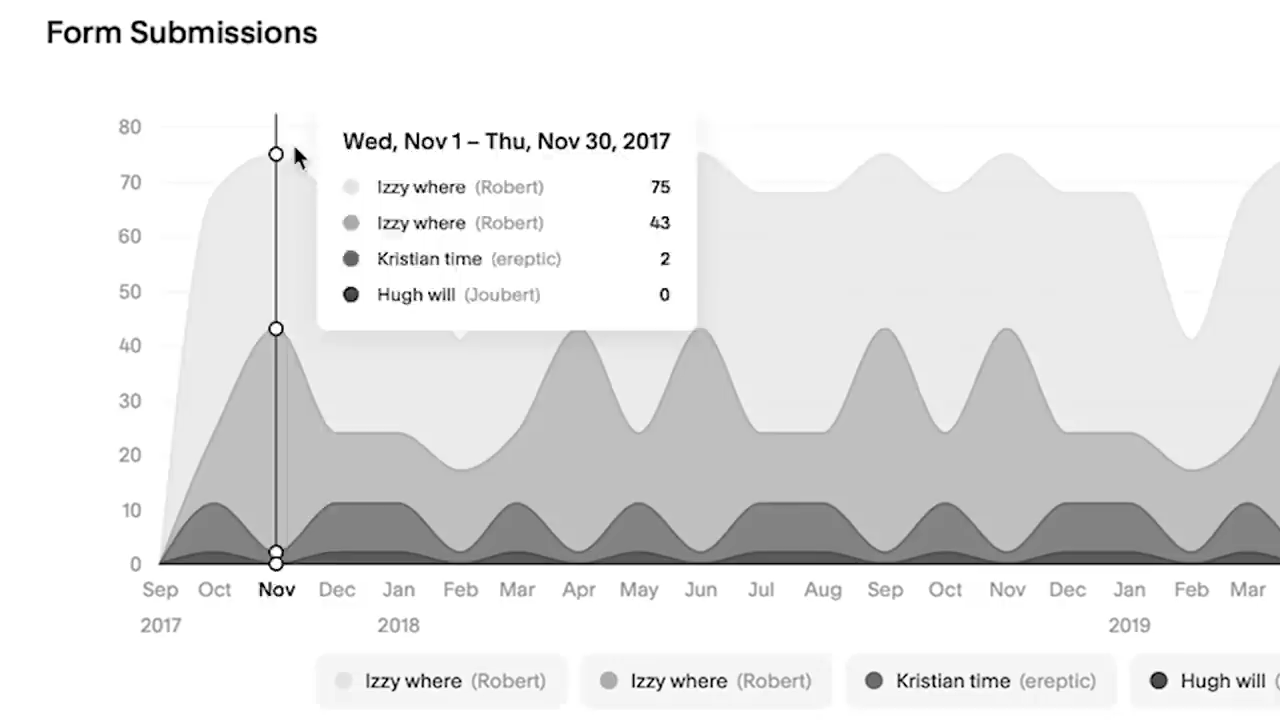 Form Submissions
80
Wed, Nov 1 – Thu, Nov 30, 2017
70
Izzy where (Robert) 75
Izzy where (Robert) 43
60
Kristian time (ereptic) 2
50
Hugh will (Joubert) 0
40
30
20
10
0
Sep Oct Nov Dec Jan Feb Mar Apr May Jun Jul Aug Sep Oct Nov Dec Jan Feb Mar
2017 2018 2019
Izzy where (Robert) Izzy where (Robert) Kristian time (ereptic) Hugh will (